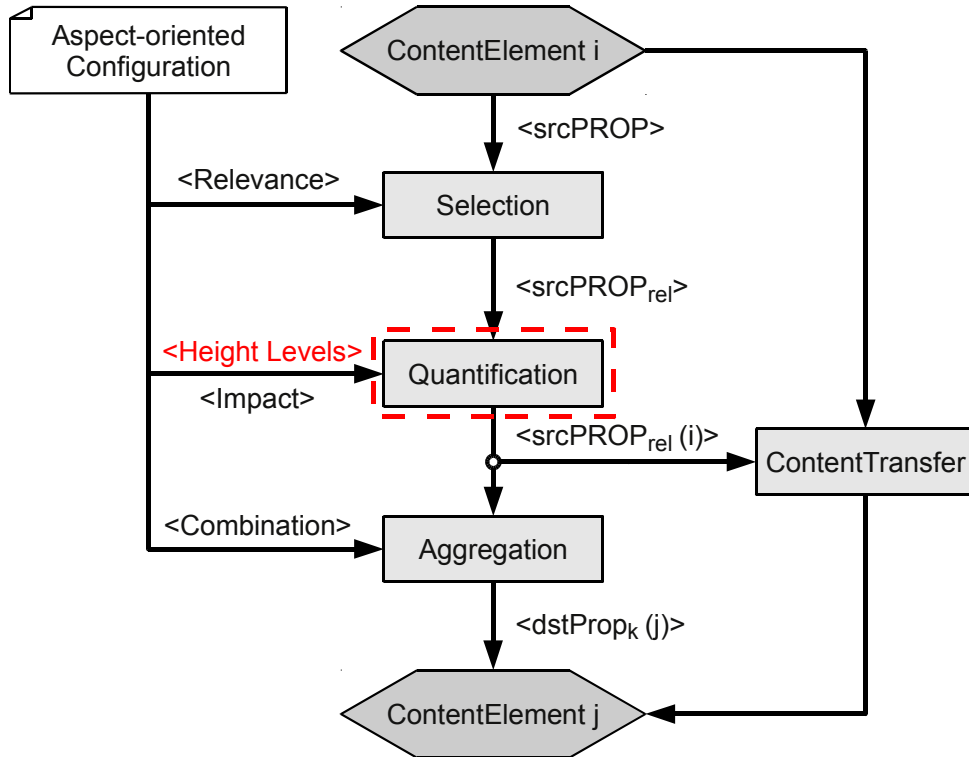 Aspect-oriented
Configuration
ContentElement i
<srcPROP>
<Relevance>
Selection
<srcPROPrel>
<Height Levels>
Quantification
<Impact>
<srcPROPrel (i)>
ContentTransfer
<Combination>
Aggregation
<dstPropk (j)>
ContentElement j